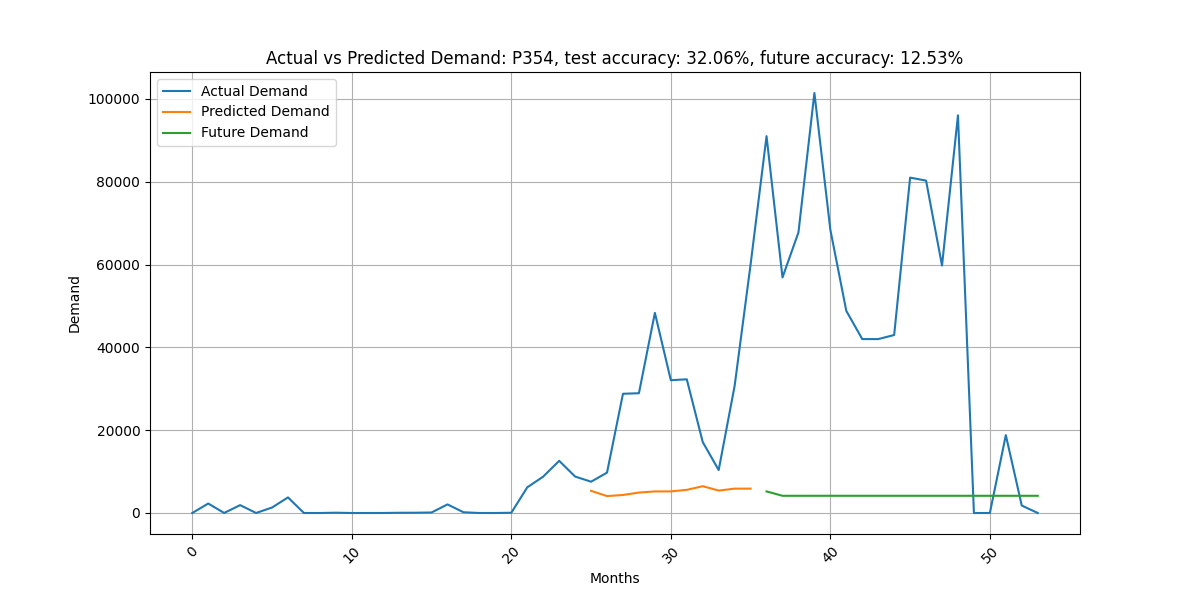 Actual vs Predicted Demand: P354, test accuracy: 32.06%, future accuracy: 12.53%
Actual Demand
Predicted Demand
Future Demand
100000
80000
60000
40000
20000
0
Demand
0 10 20 30 40 50
Months